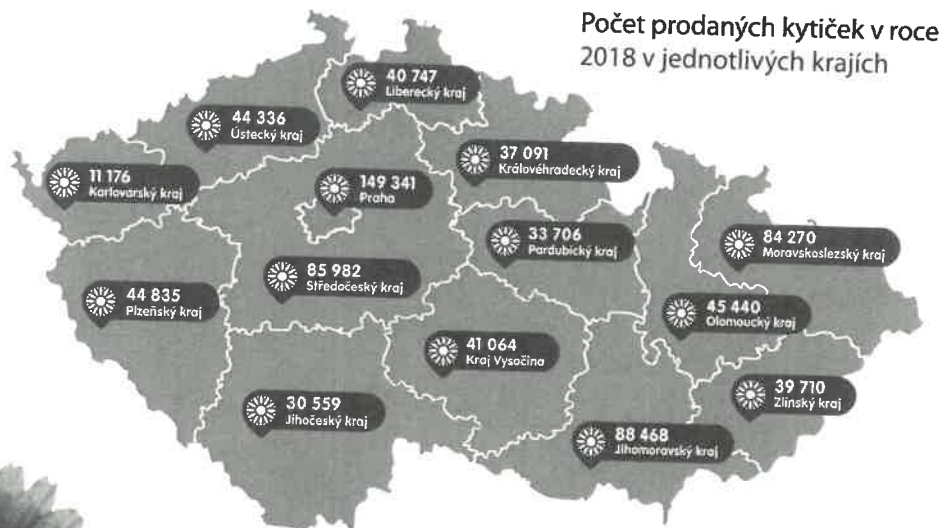 Počet prodaných kytiček v roce
2018 v jednotlivých krajích
40 747
Liberecký kraj
44 336
Ústecký kraj
37 091
Královéhradecký kraj
11 176
Karlovarský kraj
149 341
Praha
33 706
Pardubický kraj
84 270
Moravskoslezský kraj
85 982
Středočeský kraj
44 835
Plzeňský kraj
45 440
Olomoucký kraj
41 064
Kraj Vysočina
39 710
Zlínský kraj
30 559
Jihočeský kraj
88 468
Jihomoravský kraj